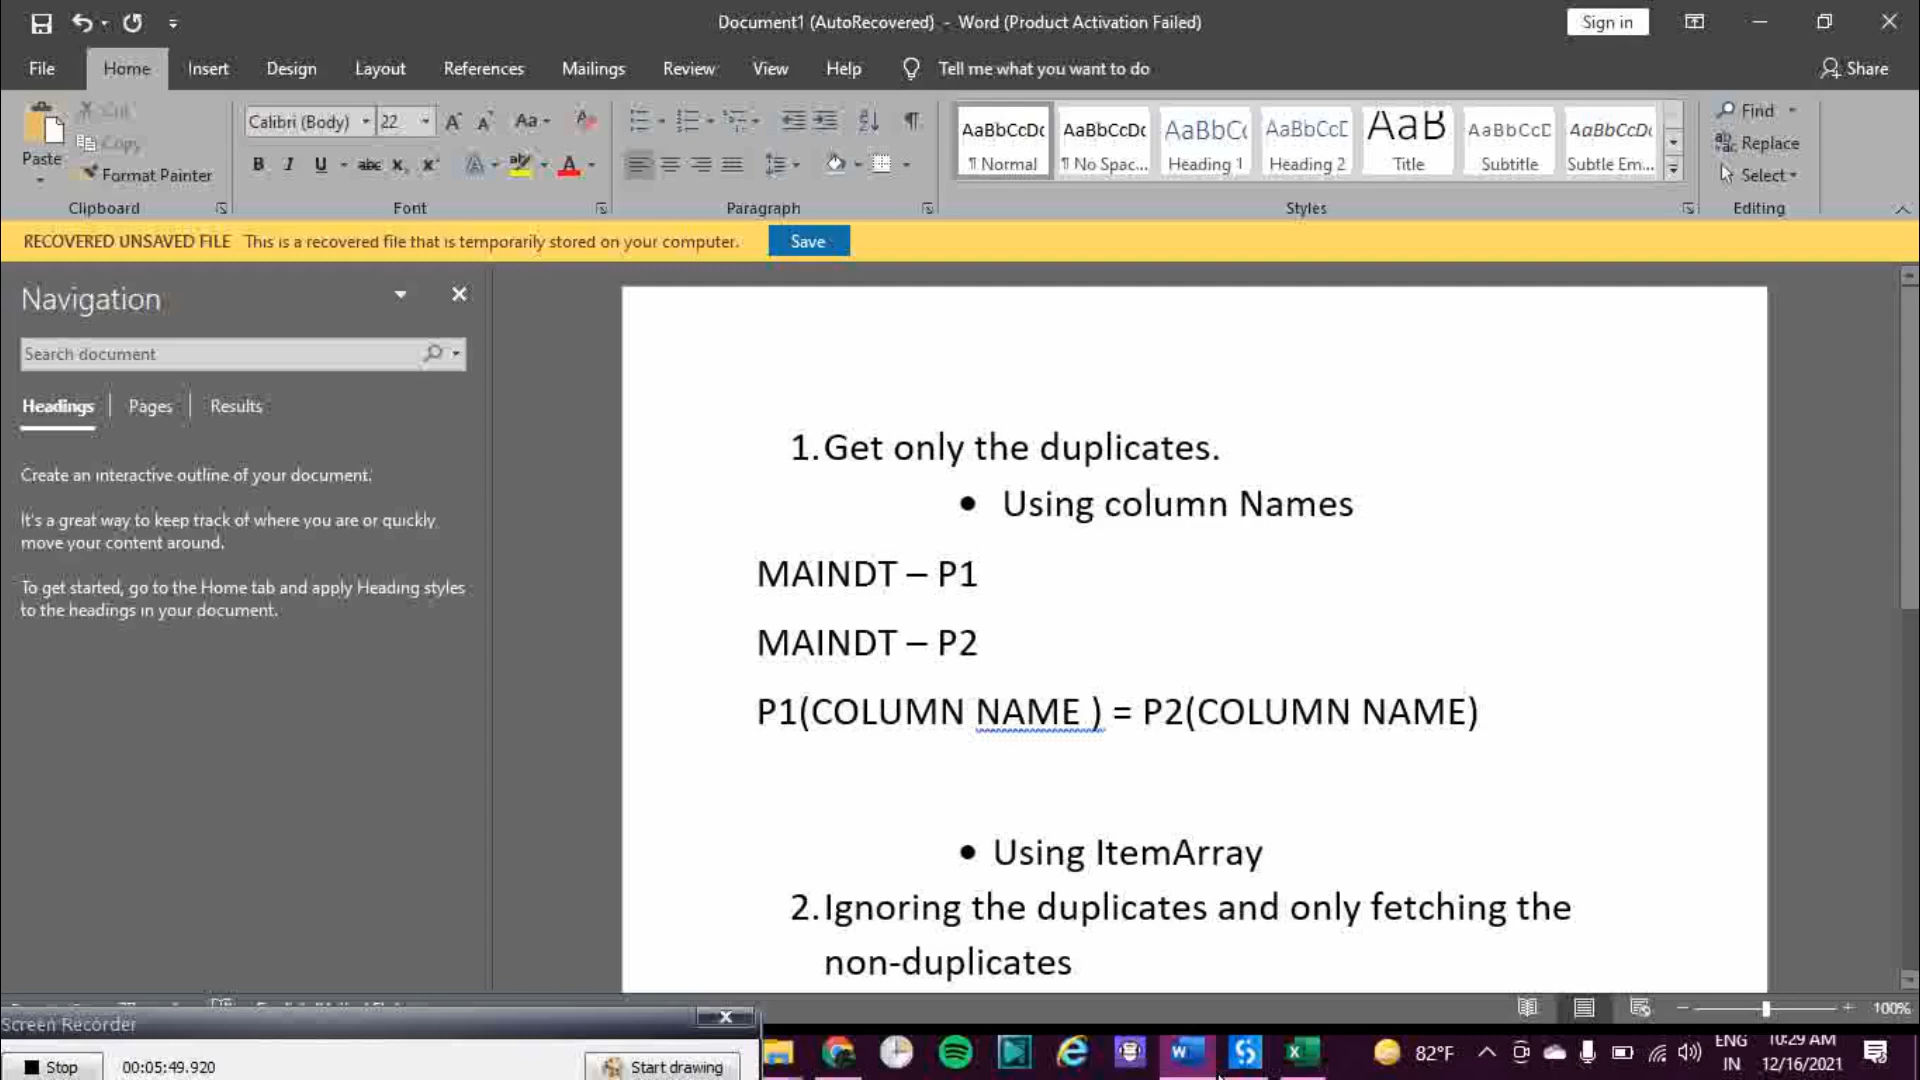 Document1 (AutoRecovered) - Word (Product Activation Failed)
Sign in
File Home Insert Design Layout References Mailings Review View Help Tell me what you want to do Share
Paste
Cut
Copy
Format Painter
Clipboard
Calibri (Body) 22
Font
Paragraph
AaBbCcDc ¶ Normal
AaBbCcDc ¶ No Spac...
AaBbCc Heading 1
AaBbCcD Heading 2
AaB Title
AaBbCcD Subtitle
AaBbCcDc Subtle Em...
Styles
Find
Replace
Select
Editing
RECOVERED UNSAVED FILE This is a recovered file that is temporarily stored on your computer. Save
Navigation
Search document
Headings Pages Results
Create an interactive outline of your document.
It's a great way to keep track of where you are or quickly
move your content around.
To get started, go to the Home tab and apply Heading styles
to the headings in your document.
1. Get only the duplicates.
• Using column Names
MAINDT – P1
MAINDT – P2
P1(COLUMN NAME ) = P2(COLUMN NAME)
• Using ItemArray
2. Ignoring the duplicates and only fetching the
non-duplicates
100%
Screen Recorder
Stop 00:05:49.920 Start drawing
82°F
ENG
IN
10:29 AM
12/16/2021